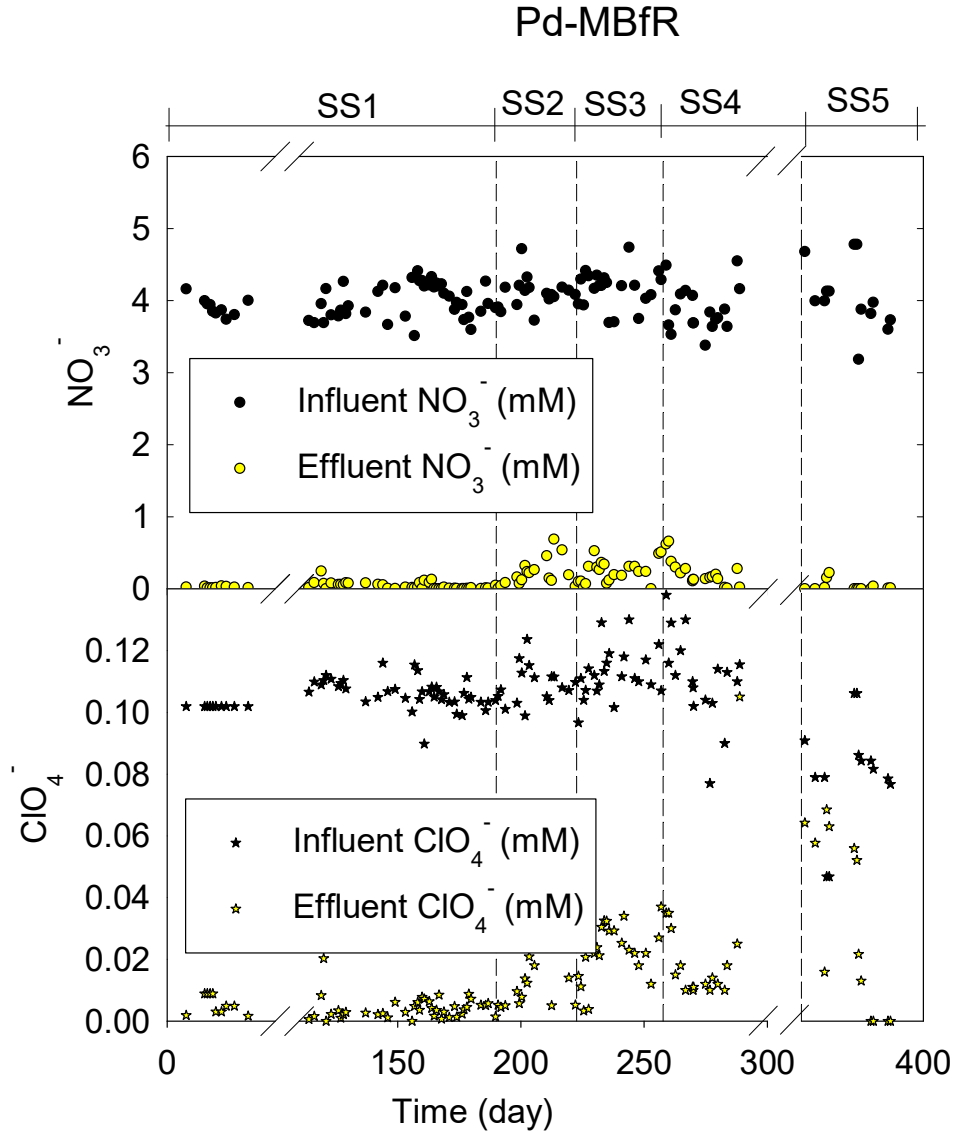 Pd-MBfR
SS1 SS2 SS3 SS4 SS5
6
5
4
3
2
1
0
NO₃⁻
Influent NO₃⁻ (mM)
Effluent NO₃⁻ (mM)
0.12
0.10
0.08
0.06
0.04
0.02
0.00
ClO₄⁻
Influent ClO₄⁻ (mM)
Effluent ClO₄⁻ (mM)
0 150 200 250 300 400
Time (day)